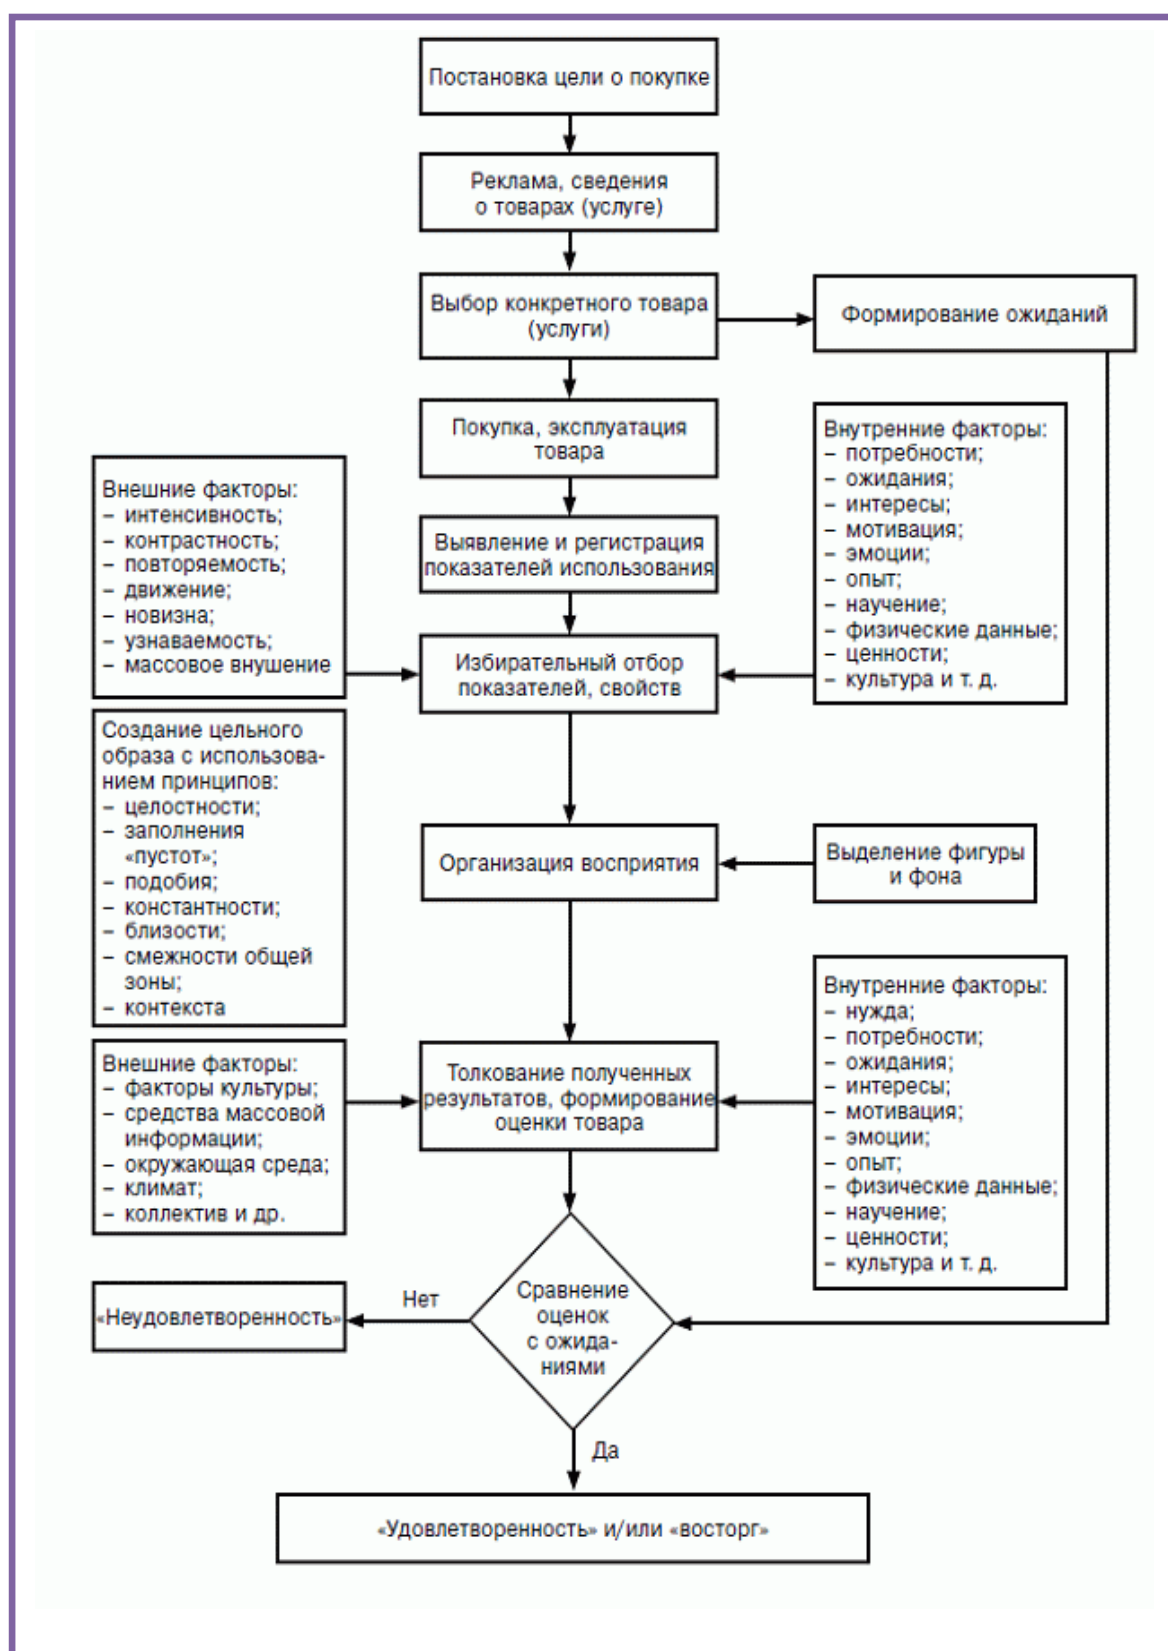 Постановка цели о покупке
Реклама, сведения
о товарах (услуге)
Выбор конкретного товара
(услуги)
Формирование ожиданий
Покупка, эксплуатация
товара
Внутренние факторы:
– потребности;
– ожидания;
– интересы;
– мотивация;
– эмоции;
– опыт;
– научение;
– физические данные;
– ценности;
– культура и т. д.
Внешние факторы:
– интенсивность;
– контрастность;
– повторяемость;
– движение;
– новизна;
– узнаваемость;
– массовое внушение
Выявление и регистрация
показателей использования
Избирательный отбор
показателей, свойств
Создание цельного
образа с использова-
нием принципов:
– целостности;
– заполнения
«пустот»;
– подобия;
– константности;
– близости;
– смежности общей
зоны;
– контекста
Организация восприятия
Выделение фигуры
и фона
Внешние факторы:
– факторы культуры;
– средства массовой
информации;
– окружающая среда;
– климат;
– коллектив и др.
Толкование полученных
результатов, формирование
оценки товара
Внутренние факторы:
– нужда;
– потребности;
– ожидания;
– интересы;
– мотивация;
– эмоции;
– опыт;
– физические данные;
– научение;
– ценности;
– культура и т. д.
«Неудовлетворенность»
Нет
Сравнение
оценок
с ожида-
ниями
Да
«Удовлетворенность» и/или «восторг»